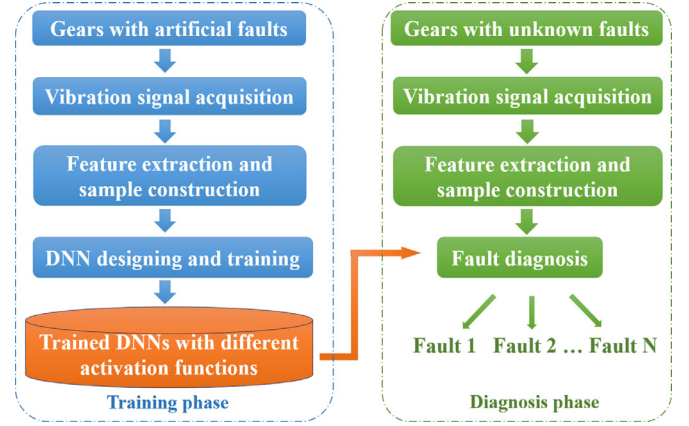 Gears with artificial faults
Vibration signal acquisition
Feature extraction and
sample construction
DNN designing and training
Trained DNNs with different
activation functions
Training phase
Gears with unknown faults
Vibration signal acquisition
Feature extraction and
sample construction
Fault diagnosis
Fault 1 Fault 2 ... Fault N
Diagnosis phase